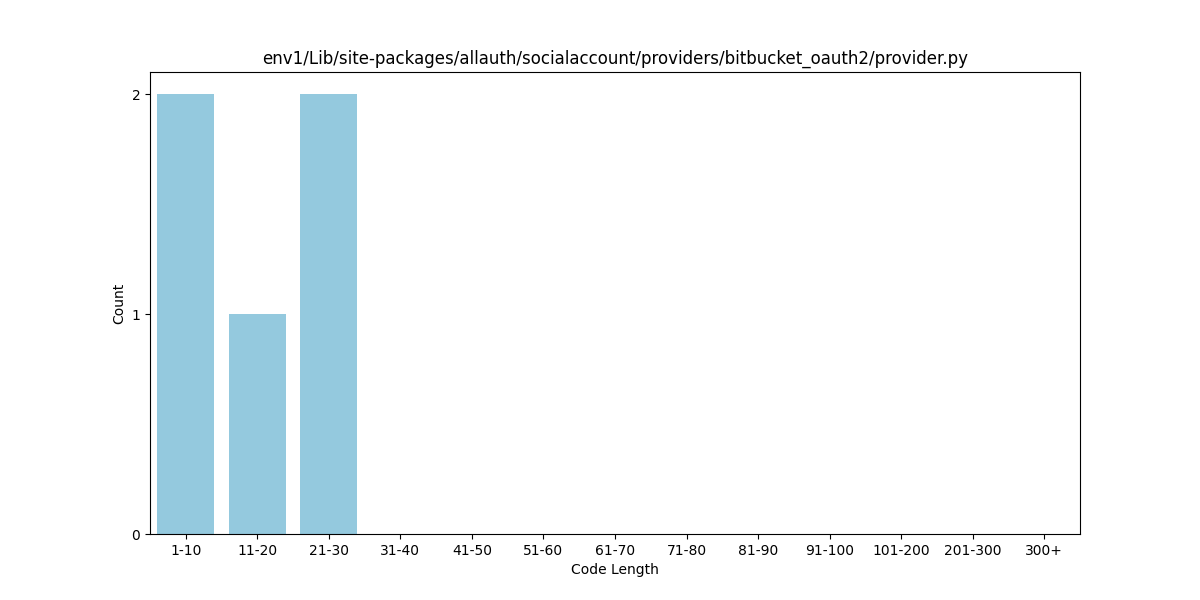 env1/Lib/site-packages/allauth/socialaccount/providers/bitbucket_oauth2/provider.py
2
1
0
Count
1-10 11-20 21-30 31-40 41-50 51-60 61-70 71-80 81-90 91-100 101-200 201-300 300+
Code Length